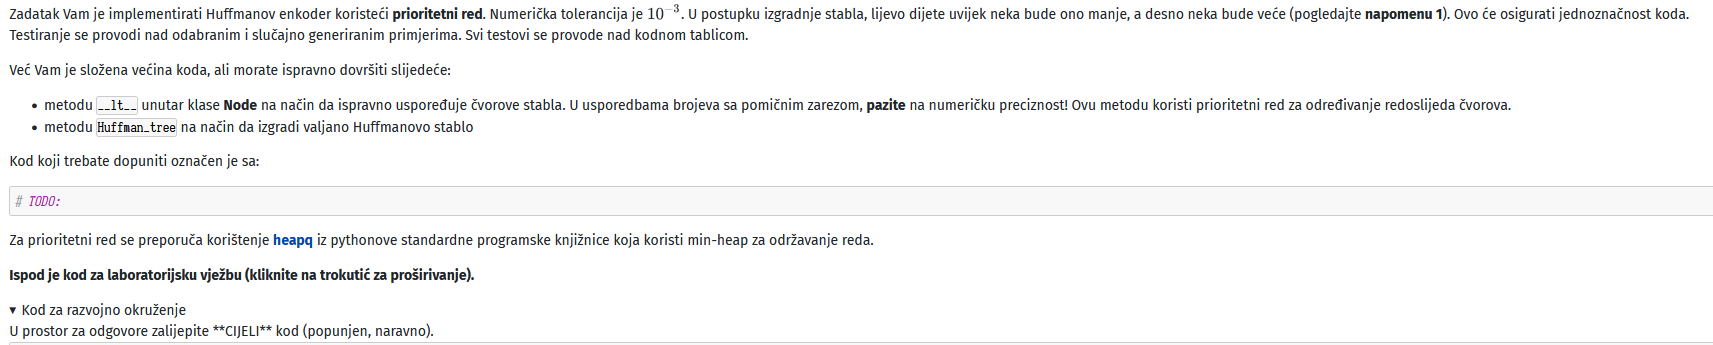 Zadatak Vam je implementirati Huffmanov enkoder koristeći prioritetni red. Numerička tolerancija je 10⁻³. U postupku izgradnje stabla, lijevo dijete uvijek neka bude ono manje, a desno neka bude veće (pogledajte napomenu 1). Ovo će osigurati jednoznačnost koda.
Testiranje se provodi nad odabranim i slučajno generiranim primjerima. Svi testovi se provode nad kodnom tablicom.
Već Vam je složena većina koda, ali morate ispravno dovršiti slijedeće:
• metodu __lt__ unutar klase Node na način da ispravno uspoređuje čvorove stabla. U usporedbama brojeva sa pomičnim zarezom, pazite na numeričku preciznost! Ovu metodu koristi prioritetni red za određivanje redoslijeda čvorova.
• metodu Huffman_tree na način da izgradi valjano Huffmanovo stablo
Kod koji trebate dopuniti označen je sa:
# TODO:
Za prioritetni red se preporuča korištenje heapq iz pythonove standardne programske knjižnice koja koristi min-heap za održavanje reda.
Ispod je kod za laboratorijsku vježbu (kliknite na trokutić za proširivanje).
▾ Kod za razvojno okruženje
U prostor za odgovore zalijepite **CIJELI** kod (popunjen, naravno).